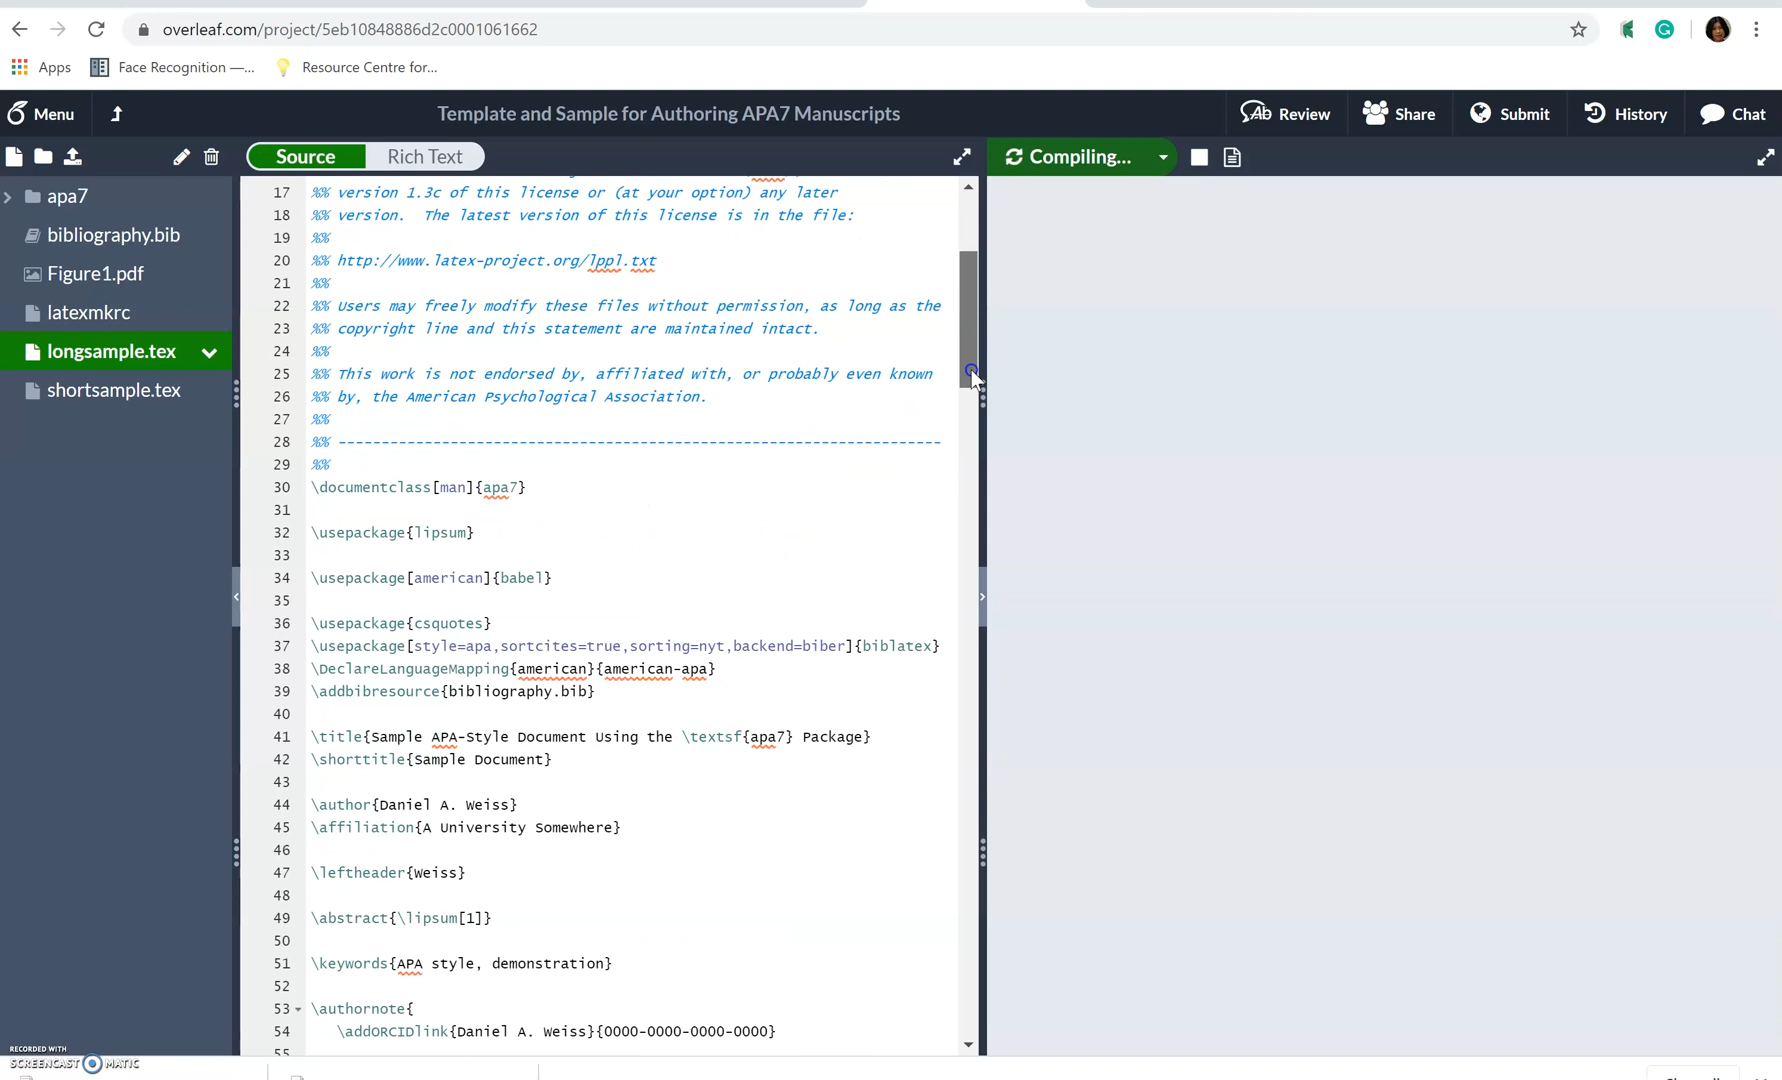 overleaf.com/project/5eb10848886d2c0001061662
Apps Face Recognition —... Resource Centre for...
Menu Template and Sample for Authoring APA7 Manuscripts Review Share Submit History Chat
Source Rich Text Compiling...
apa7
bibliography.bib
Figure1.pdf
latexmkrc
longsample.tex
shortsample.tex
17 %% version 1.3c of this license or (at your option) any later
18 %% version.  The latest version of this license is in the file:
19 %%
20 %% http://www.latex-project.org/lppl.txt
21 %%
22 %% Users may freely modify these files without permission, as long as the
23 %% copyright line and this statement are maintained intact.
24 %%
25 %% This work is not endorsed by, affiliated with, or probably even known
26 %% by, the American Psychological Association.
27 %%
28 %% ----------------------------------------------------------------------
29 %%
30 \documentclass[man]{apa7}
31
32 \usepackage{lipsum}
33
34 \usepackage[american]{babel}
35
36 \usepackage{csquotes}
37 \usepackage[style=apa,sortcites=true,sorting=nyt,backend=biber]{biblatex}
38 \DeclareLanguageMapping{american}{american-apa}
39 \addbibresource{bibliography.bib}
40
41 \title{Sample APA-Style Document Using the \textsf{apa7} Package}
42 \shorttitle{Sample Document}
43
44 \author{Daniel A. Weiss}
45 \affiliation{A University Somewhere}
46
47 \leftheader{Weiss}
48
49 \abstract{\lipsum[1]}
50
51 \keywords{APA style, demonstration}
52
53 \authornote{
54    \addORCIDlink{Daniel A. Weiss}{0000-0000-0000-0000}
55
RECORDED WITH
SCREENCAST MATIC